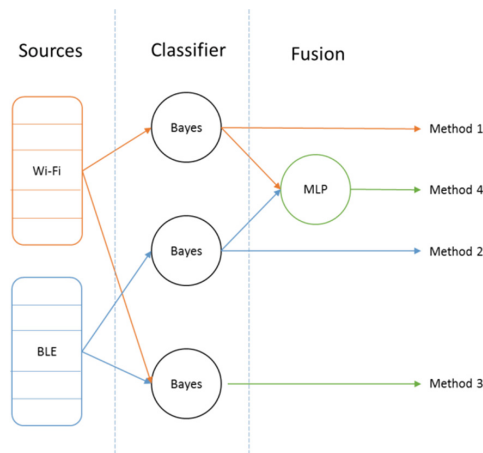 Sources
Classifier
Fusion
Wi-Fi
Bayes
Method 1
MLP
Method 4
Bayes
Method 2
BLE
Bayes
Method 3